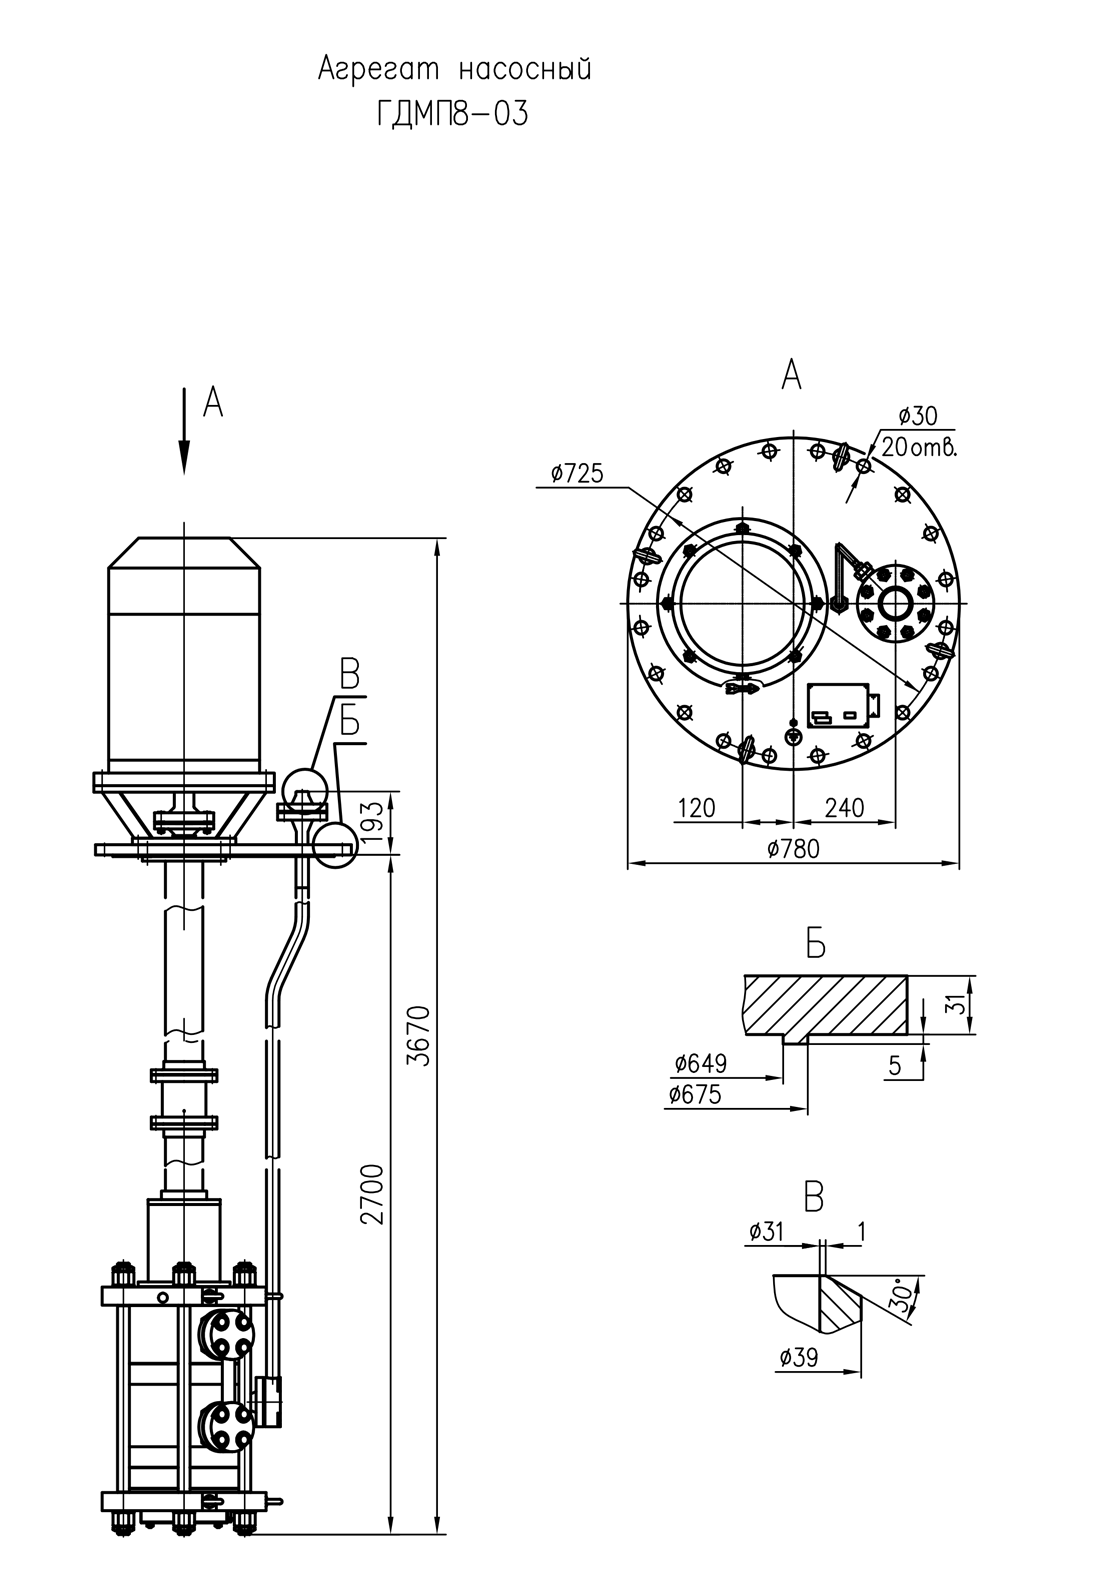 Агрегат насосный
ГДМП8-03
А
А
ø30
20отв.
ø725
В
Б
193
120
240
ø780
Б
31
5
ø649
ø675
3670
2700
В
ø31
1
30°
ø39